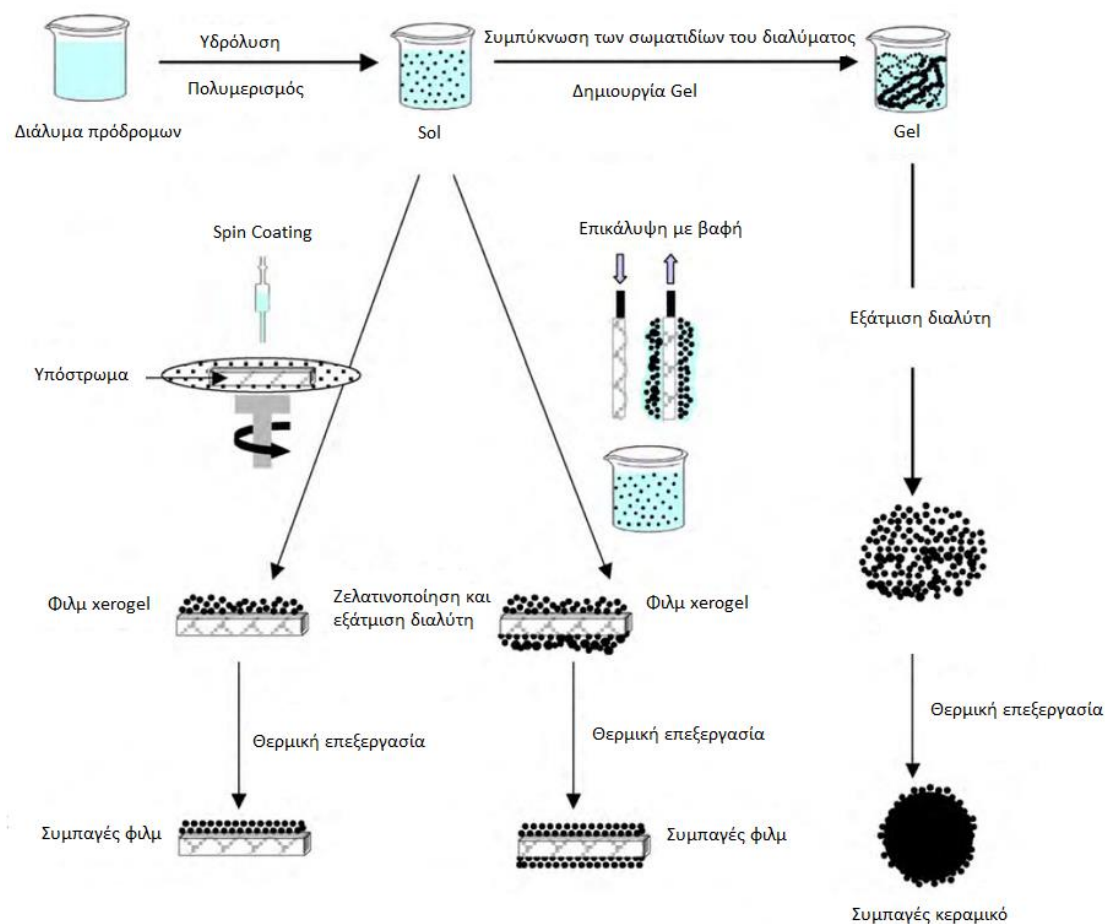 Υδρόλυση
Πολυμερισμός
Συμπύκνωση των σωματιδίων του διαλύματος
Δημιουργία Gel
Διάλυμα πρόδρομων
Sol
Gel
Spin Coating
Επικάλυψη με βαφή
Εξάτμιση διαλύτη
Υπόστρωμα
Φιλμ xerogel
Ζελατινοποίηση και
εξάτμιση διαλύτη
Φιλμ xerogel
Θερμική επεξεργασία
Θερμική επεξεργασία
Θερμική επεξεργασία
Συμπαγές φιλμ
Συμπαγές φιλμ
Συμπαγές κεραμικό